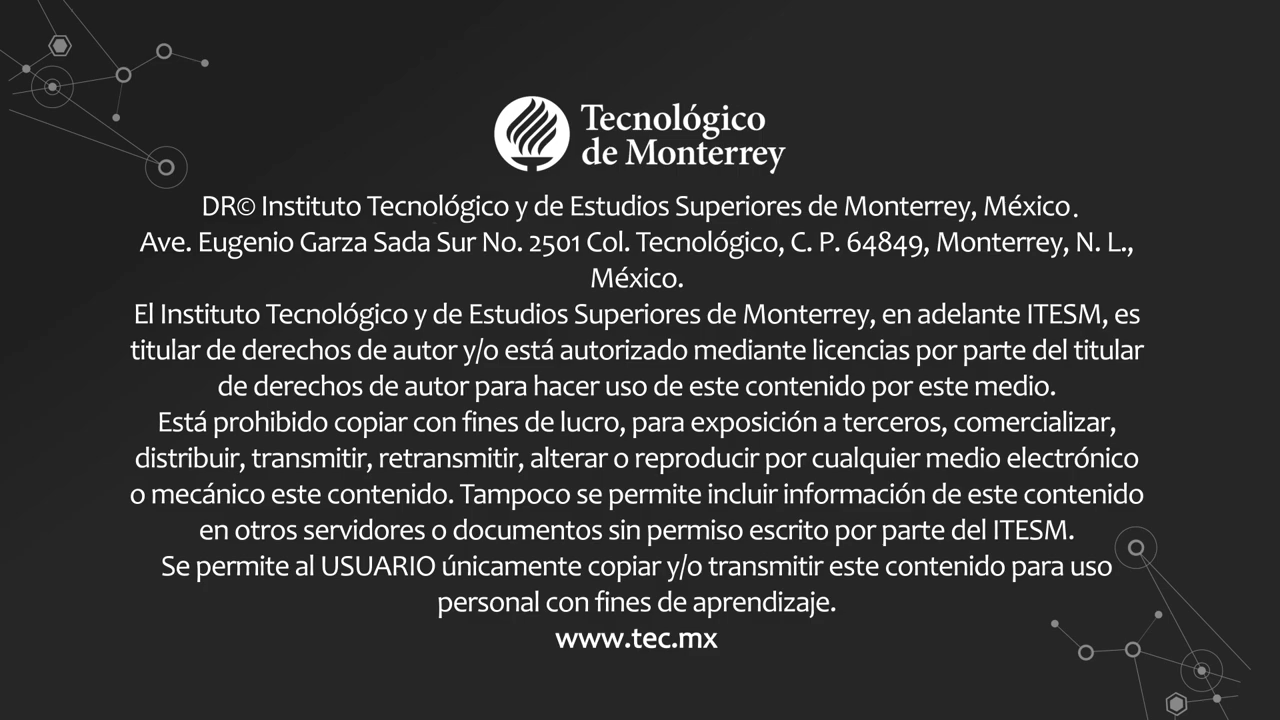 Tecnológico
de Monterrey
DR© Instituto Tecnológico y de Estudios Superiores de Monterrey, México.
Ave. Eugenio Garza Sada Sur No. 2501 Col. Tecnológico, C. P. 64849, Monterrey, N. L.,
México.
El Instituto Tecnológico y de Estudios Superiores de Monterrey, en adelante ITESM, es
titular de derechos de autor y/o está autorizado mediante licencias por parte del titular
de derechos de autor para hacer uso de este contenido por este medio.
Está prohibido copiar con fines de lucro, para exposición a terceros, comercializar,
distribuir, transmitir, retransmitir, alterar o reproducir por cualquier medio electrónico
o mecánico este contenido. Tampoco se permite incluir información de este contenido
en otros servidores o documentos sin permiso escrito por parte del ITESM.
Se permite al USUARIO únicamente copiar y/o transmitir este contenido para uso
personal con fines de aprendizaje.
www.tec.mx